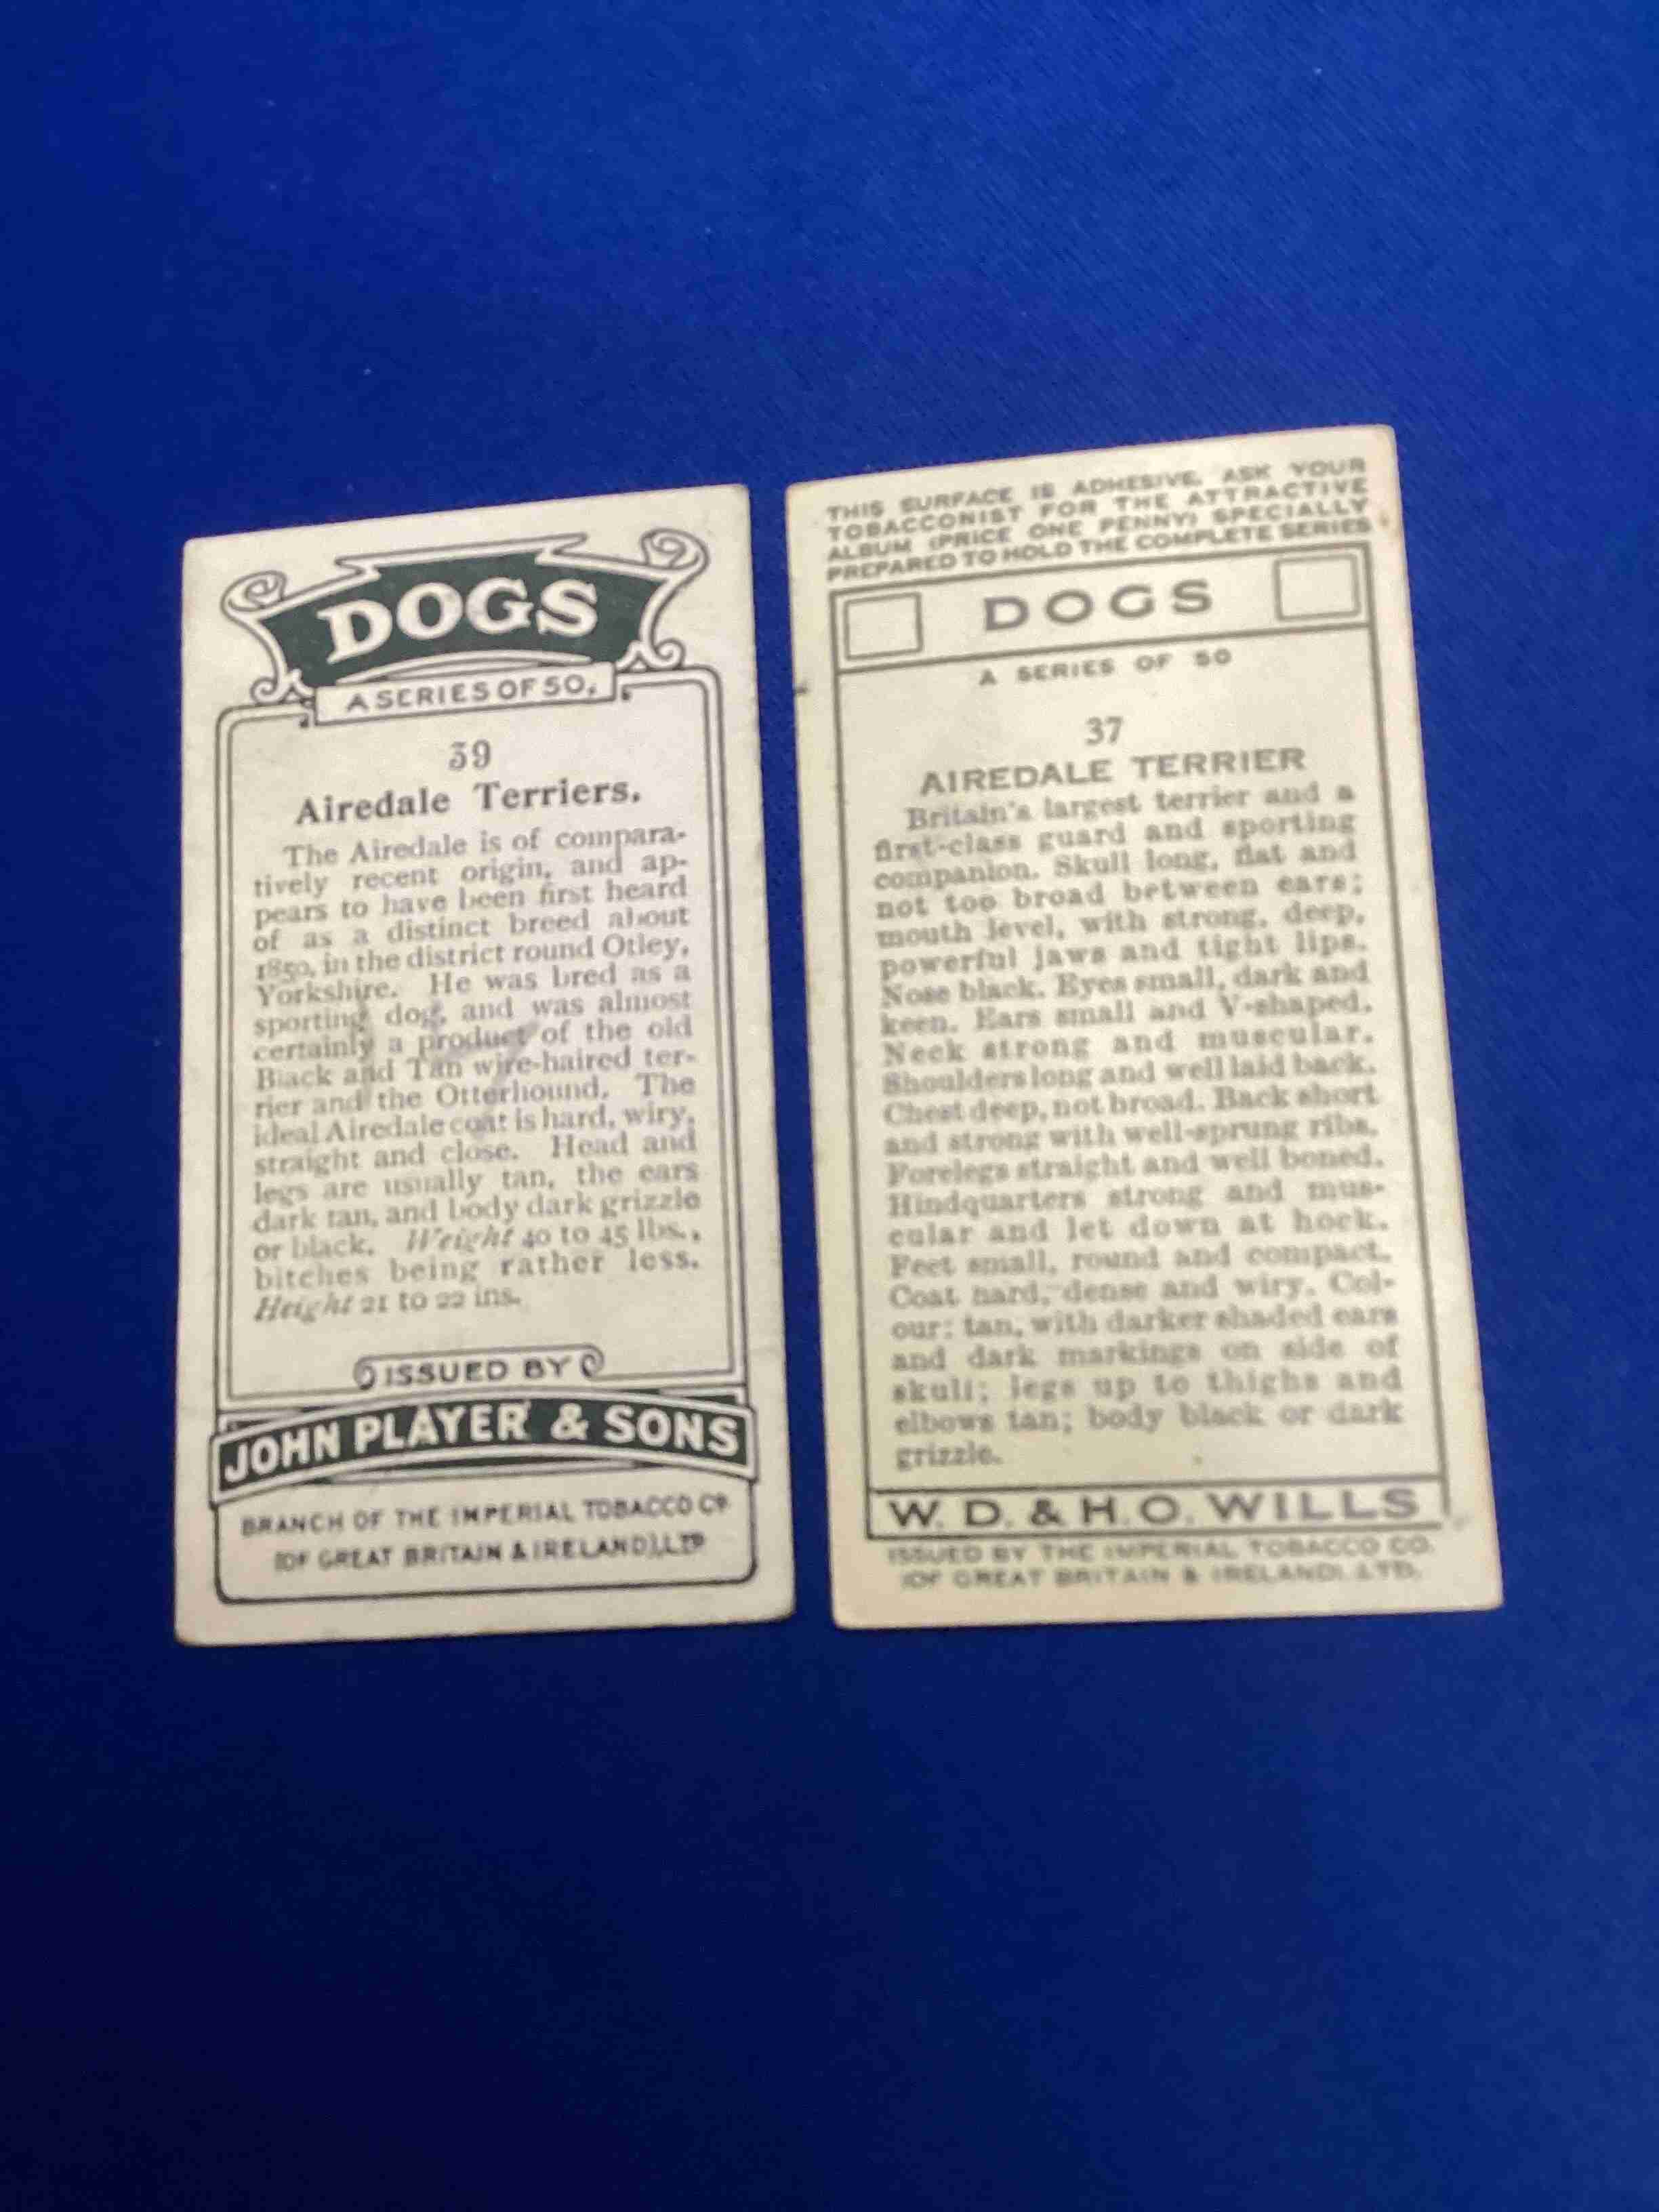 DOGS
A SERIES OF 50.
39
Airedale Terriers.
The Airedale is of compara-
tively recent origin, and ap-
pears to have been first heard
of as a distinct breed about
1850, in the district round Otley,
Yorkshire. He was bred as a
sporting dog, and was almost
certainly a product of the old
Black and Tan wire-haired ter-
rier and the Otterhound. The
ideal Airedale coat is hard, wiry,
straight and close. Head and
legs are usually tan, the ears
dark tan, and body dark grizzle
or black. Weight 40 to 45 lbs.,
bitches being rather less.
Height 21 to 22 ins.
ISSUED BY
JOHN PLAYER & SONS
BRANCH OF THE IMPERIAL TOBACCO CO.
(OF GREAT BRITAIN & IRELAND), LTD.
THIS SURFACE IS ADHESIVE. ASK YOUR
TOBACCONIST FOR THE ATTRACTIVE
ALBUM (PRICE ONE PENNY) SPECIALLY
PREPARED TO HOLD THE COMPLETE SERIES
DOGS
A SERIES OF 50
37
AIREDALE TERRIER
Britain's largest terrier and a
first-class guard and sporting
companion. Skull long, flat and
not too broad between ears;
mouth level, with strong, deep,
powerful jaws and tight lips.
Nose black. Eyes small, dark and
keen. Ears small and V-shaped.
Neck strong and muscular.
Shoulders long and well laid back.
Chest deep, not broad. Back short
and strong with well-sprung ribs.
Forelegs straight and well boned.
Hindquarters strong and mus-
cular and let down at hock.
Feet small, round and compact.
Coat hard, dense and wiry. Col-
our: tan, with darker shaded ears
and dark markings on side of
skull; legs up to thighs and
elbows tan; body black or dark
grizzle.
W. D. & H. O. WILLS
ISSUED BY THE IMPERIAL TOBACCO CO.
(OF GREAT BRITAIN & IRELAND), LTD.